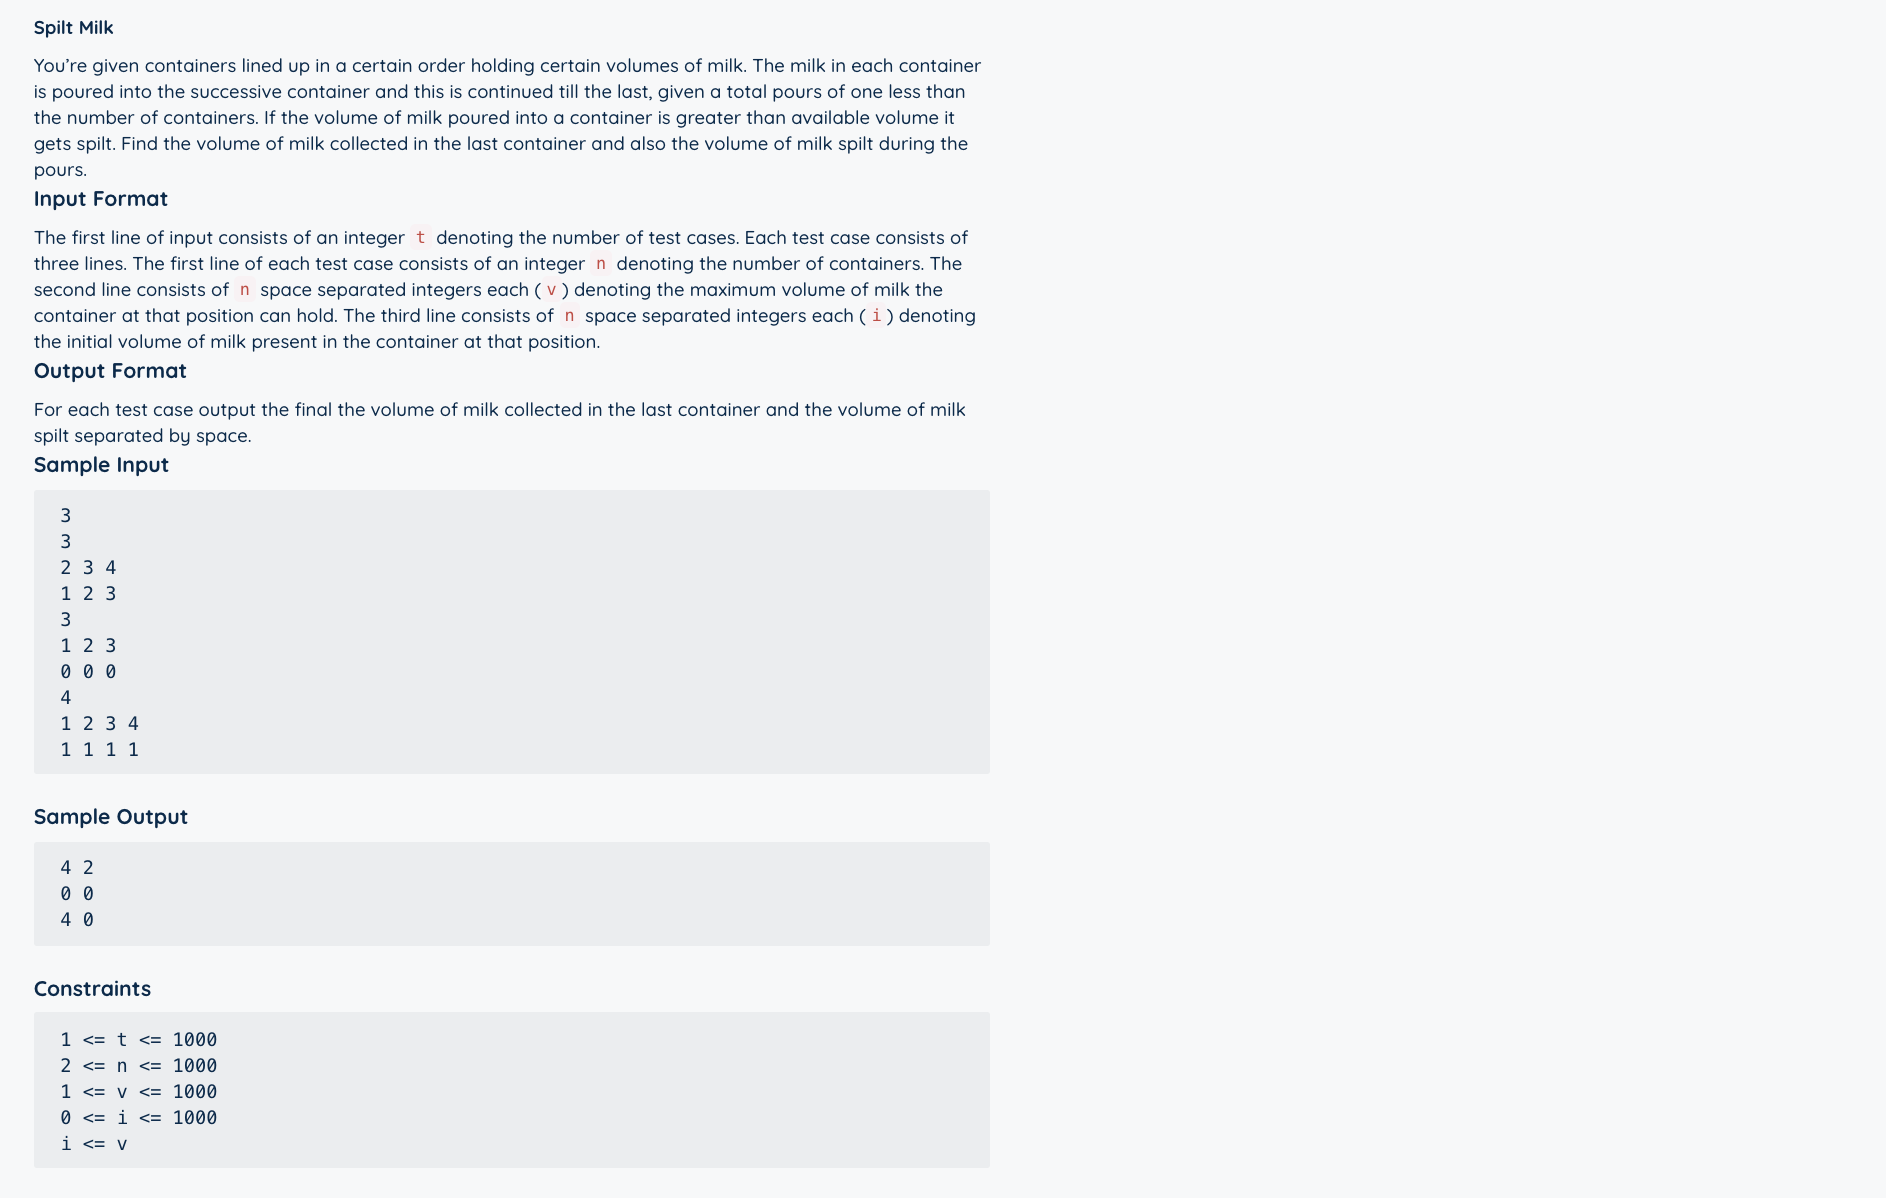 Spilt Milk
You’re given containers lined up in a certain order holding certain volumes of milk. The milk in each container
is poured into the successive container and this is continued till the last, given a total pours of one less than
the number of containers. If the volume of milk poured into a container is greater than available volume it
gets spilt. Find the volume of milk collected in the last container and also the volume of milk spilt during the
pours.
Input Format
The first line of input consists of an integer t denoting the number of test cases. Each test case consists of
three lines. The first line of each test case consists of an integer n denoting the number of containers. The
second line consists of n space separated integers each ( v ) denoting the maximum volume of milk the
container at that position can hold. The third line consists of n space separated integers each ( i ) denoting
the initial volume of milk present in the container at that position.
Output Format
For each test case output the final the volume of milk collected in the last container and the volume of milk
spilt separated by space.
Sample Input
3
3
2 3 4
1 2 3
3
1 2 3
0 0 0
4
1 2 3 4
1 1 1 1
Sample Output
4 2
0 0
4 0
Constraints
1 <= t <= 1000
2 <= n <= 1000
1 <= v <= 1000
0 <= i <= 1000
i <= v